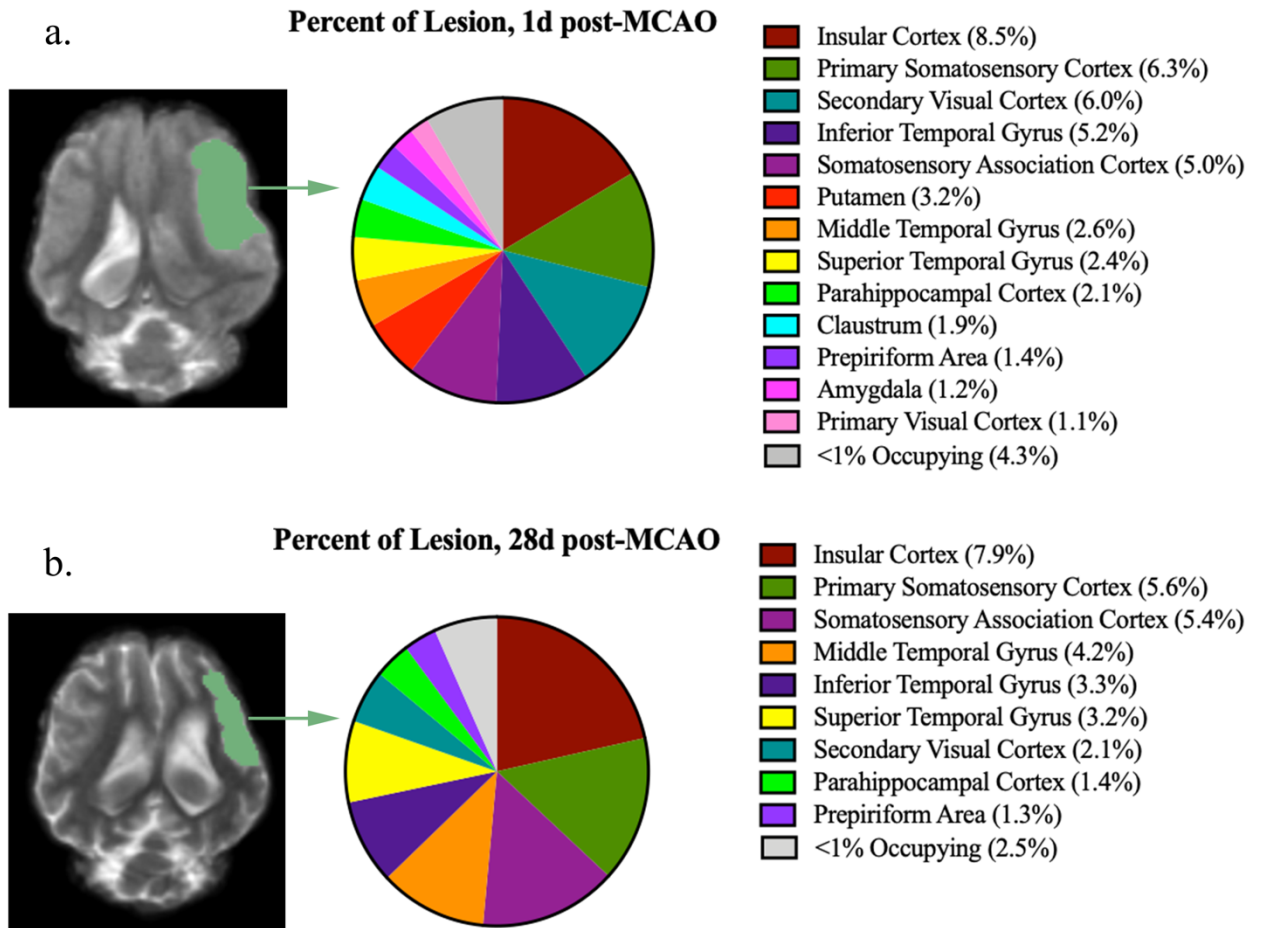 a.
Percent of Lesion, 1d post-MCAO
Insular Cortex (8.5%)
Primary Somatosensory Cortex (6.3%)
Secondary Visual Cortex (6.0%)
Inferior Temporal Gyrus (5.2%)
Somatosensory Association Cortex (5.0%)
Putamen (3.2%)
Middle Temporal Gyrus (2.6%)
Superior Temporal Gyrus (2.4%)
Parahippocampal Cortex (2.1%)
Claustrum (1.9%)
Prepiriform Area (1.4%)
Amygdala (1.2%)
Primary Visual Cortex (1.1%)
<1% Occupying (4.3%)
b.
Percent of Lesion, 28d post-MCAO
Insular Cortex (7.9%)
Primary Somatosensory Cortex (5.6%)
Somatosensory Association Cortex (5.4%)
Middle Temporal Gyrus (4.2%)
Inferior Temporal Gyrus (3.3%)
Superior Temporal Gyrus (3.2%)
Secondary Visual Cortex (2.1%)
Parahippocampal Cortex (1.4%)
Prepiriform Area (1.3%)
<1% Occupying (2.5%)